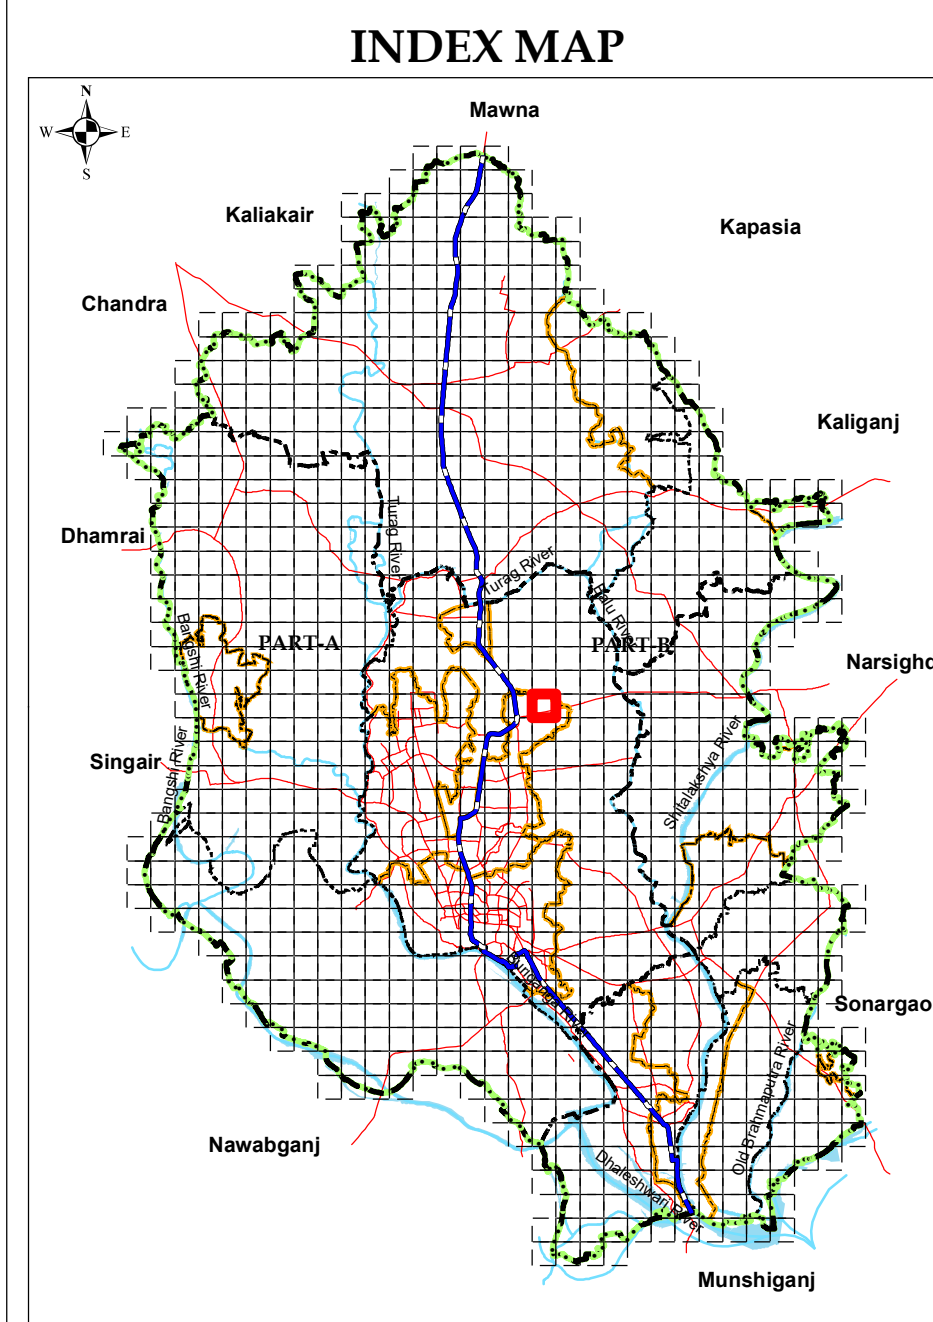 INDEX MAP
N
W E
S
Mawna
Kaliakair
Kapasia
Chandra
Kaliganj
Dhamrai
Turag River
Turag River
Balu River
Bangshi River
PART-A
PART-B
Narsighd
Singair
Bangshi River
Shitalakshya River
Buriganga River
Sonargao
Old Brahmaputra River
Nawabganj
Dhaleshwari River
Munshiganj